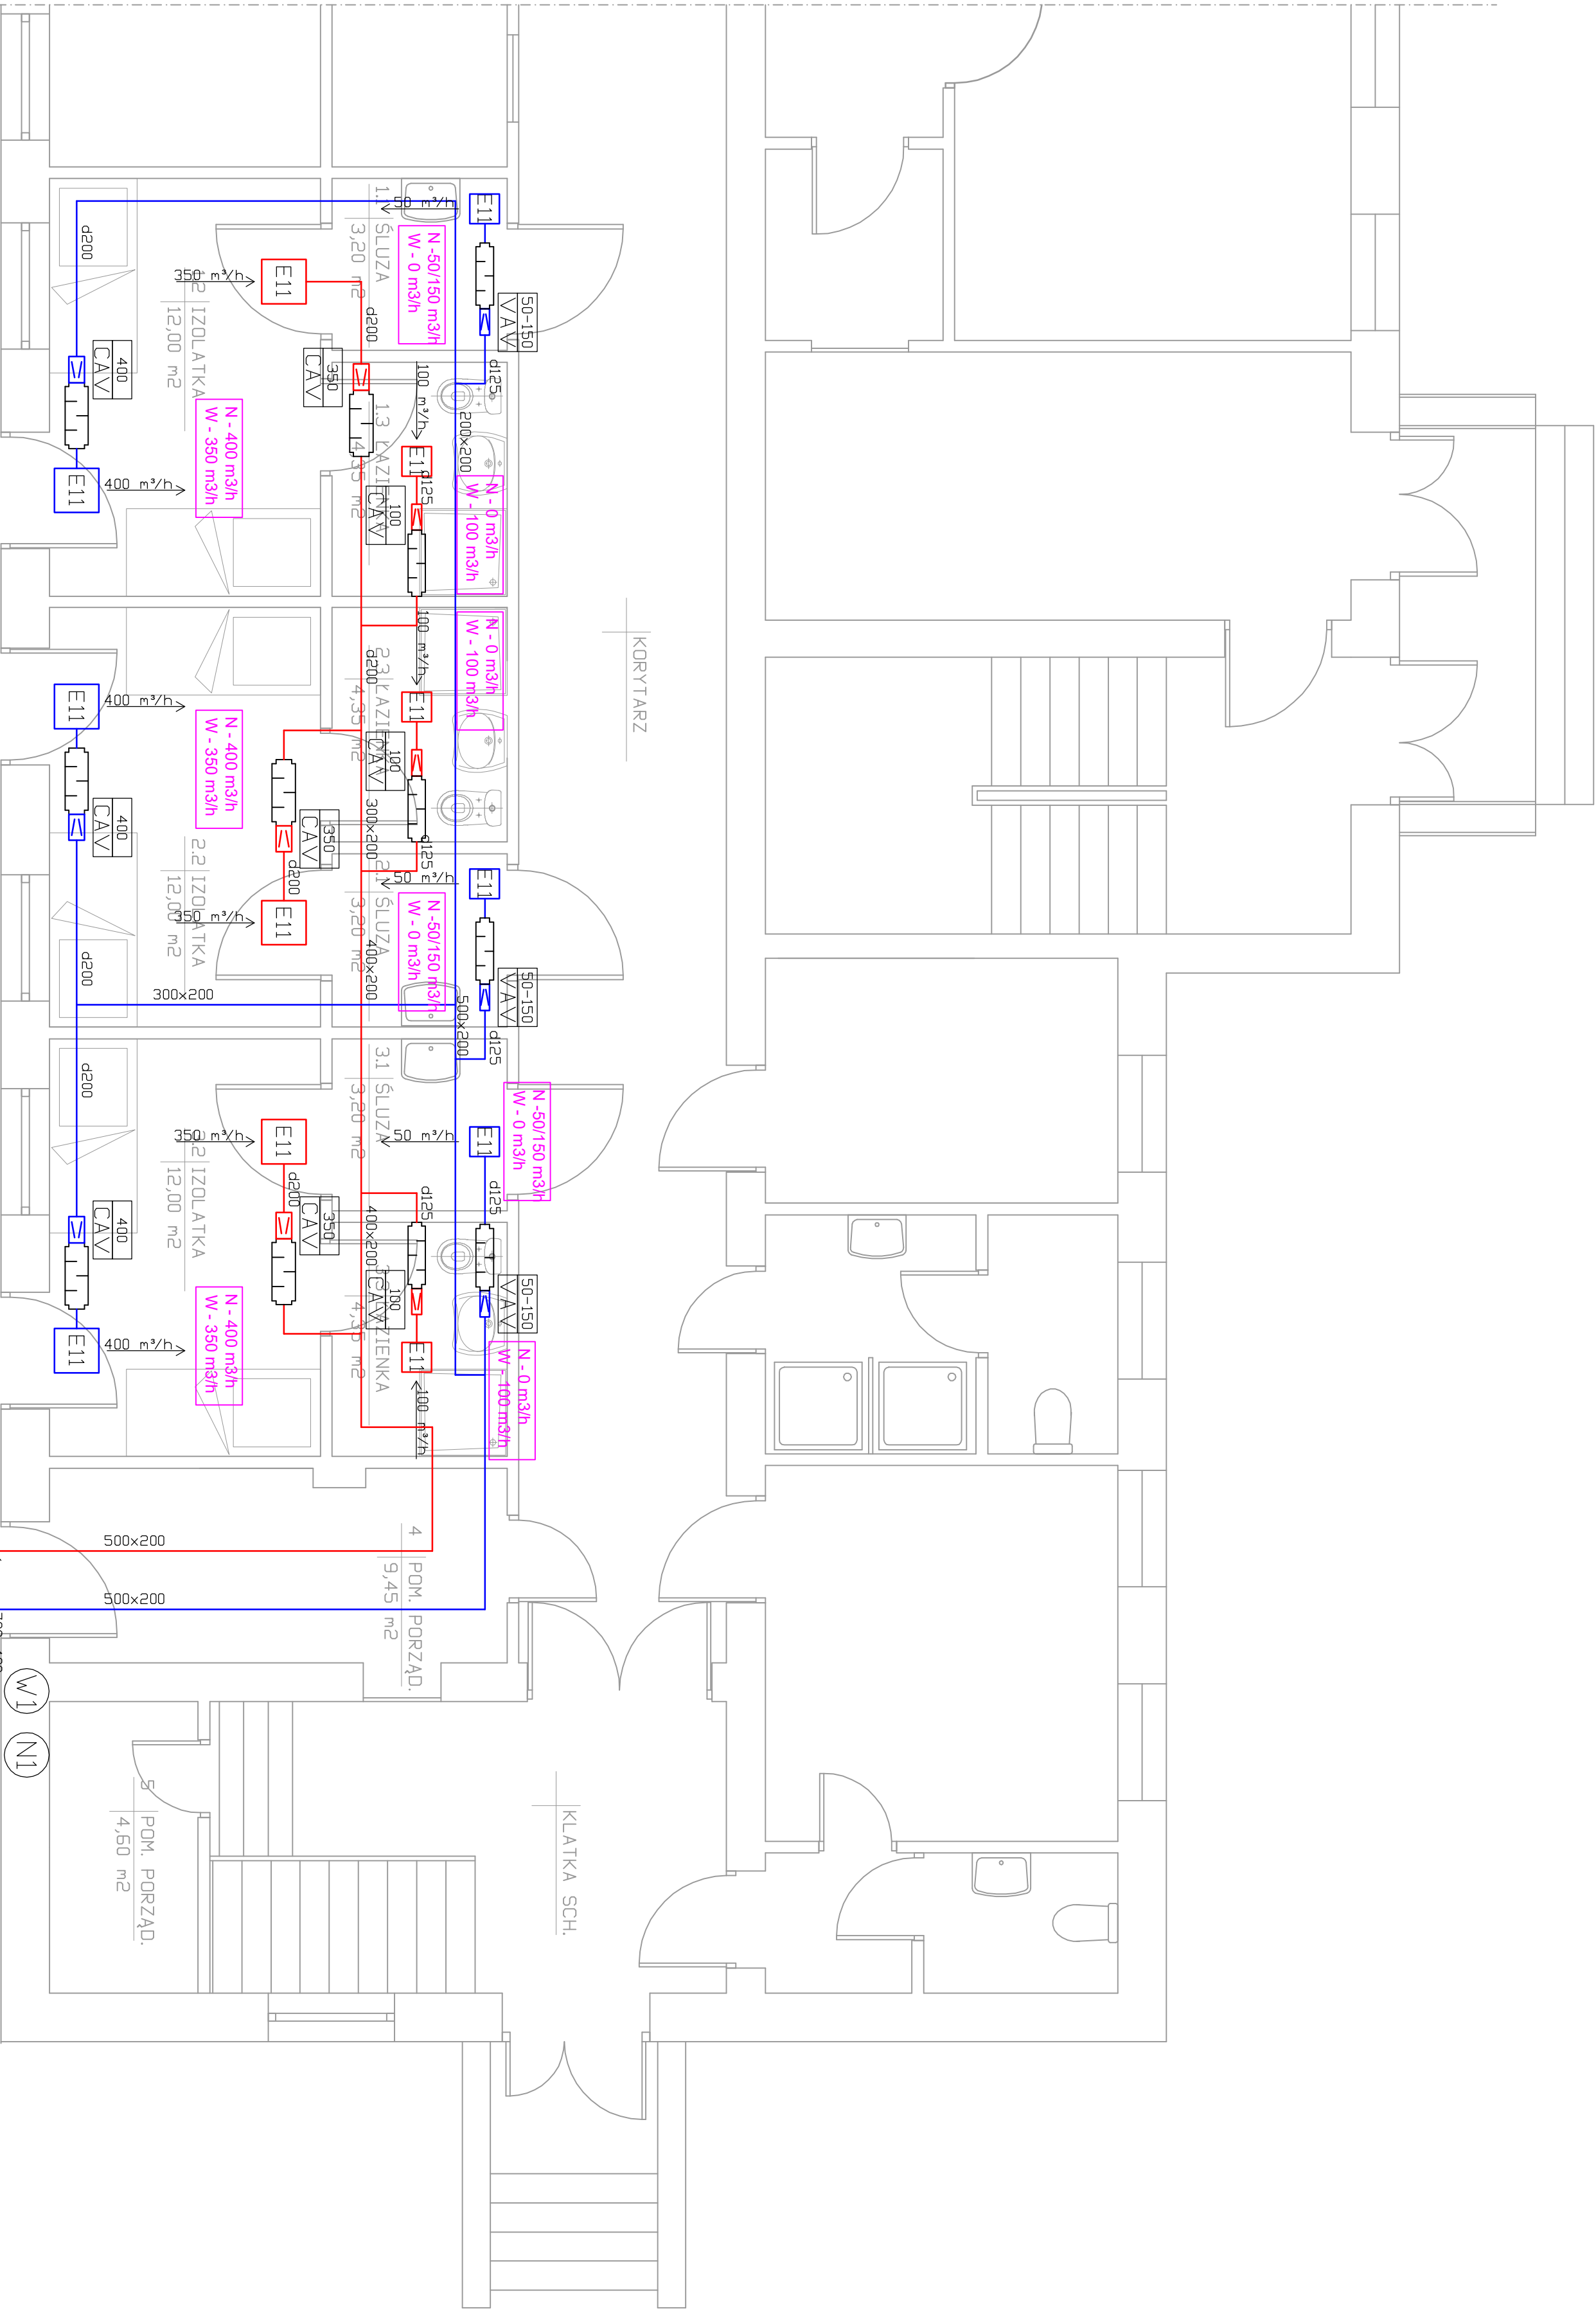 KORYTARZ
KLATKA SCH.
E11
50-150
VAV
d125
50 m³/h
N -50/150 m3/h
W - 0 m3/h
1.1 ŚLUZA
3,20 m2
E11
350 m³/h
d200
350
CAV
100 m³/h
E11
d125
100
CAV
200x200
N - 0 m3/h
W - 100 m3/h
1.3 ŁAZIENKA
4,35 m2
d200
400
CAV
E11
400 m³/h
1.2 IZOLATKA
12,00 m2
N - 400 m3/h
W - 350 m3/h
N - 0 m3/h
W - 100 m3/h
100 m³/h
E11
100
CAV
d125
2.3 ŁAZIENKA
4,35 m2
d200
300x200
350
CAV
d200
E11
350 m³/h
E11
400 m³/h
400
CAV
d200
N - 400 m3/h
W - 350 m3/h
2.2 IZOLATKA
12,00 m2
E11
50 m³/h
50-150
VAV
d125
N -50/150 m3/h
W - 0 m3/h
2.1 ŚLUZA
3,20 m2
400x200
500x200
300x200
N -50/150 m3/h
W - 0 m3/h
E11
50 m³/h
d125
50-150
VAV
3.1 ŚLUZA
3,20 m2
E11
350 m³/h
d200
350
CAV
d125
400x200
100
CAV
E11
100 m³/h
N - 0 m3/h
W - 100 m3/h
3.3 ŁAZIENKA
4,35 m2
d200
400
CAV
E11
400 m³/h
3.2 IZOLATKA
12,00 m2
N - 400 m3/h
W - 350 m3/h
4 POM. PORZĄD.
9,45 m2
500x200
500x200
W1
N1
5 POM. PORZĄD.
4,60 m2